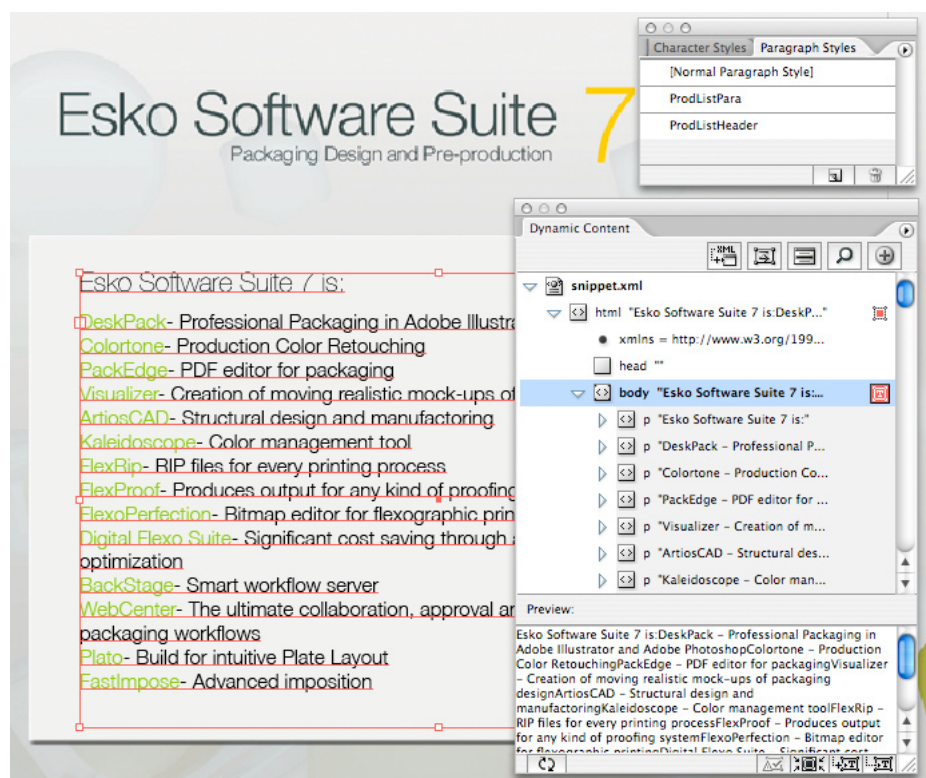 Character Styles Paragraph Styles
[Normal Paragraph Style]
ProdListPara
ProdListHeader
Esko Software Suite 7
Packaging Design and Pre-production
Esko Software Suite 7 is:
DeskPack- Professional Packaging in Adobe Illustra
Colortone- Production Color Retouching
PackEdge- PDF editor for packaging
Visualizer- Creation of moving realistic mock-ups of
ArtiosCAD- Structural design and manufactoring
Kaleidoscope- Color management tool
FlexRip- RIP files for every printing process
FlexProof- Produces output for any kind of proofing
FlexoPerfection- Bitmap editor for flexographic prin
Digital Flexo Suite- Significant cost saving through
optimization
BackStage- Smart workflow server
WebCenter- The ultimate collaboration, approval an
packaging workflows
Plato- Build for intuitive Plate Layout
FastImpose- Advanced imposition
Dynamic Content
XML
snippet.xml
html "Esko Software Suite 7 is:DeskP..."
xmlns = http://www.w3.org/199...
head ""
body "Esko Software Suite 7 is:...
p "Esko Software Suite 7 is:"
p "DeskPack – Professional P...
p "Colortone – Production Co...
p "PackEdge – PDF editor for ...
p "Visualizer – Creation of m...
p "ArtiosCAD – Structural des...
p "Kaleidoscope – Color man...
Preview:
Esko Software Suite 7 is:DeskPack – Professional Packaging in
Adobe Illustrator and Adobe PhotoshopColortone – Production
Color RetouchingPackEdge – PDF editor for packagingVisualizer
– Creation of moving realistic mock-ups of packaging
designArtiosCAD – Structural design and
manufactoringKaleidoscope – Color management toolFlexRip –
RIP files for every printing processFlexProof – Produces output
for any kind of proofing systemFlexoPerfection – Bitmap editor
for flexographic printingDigital Flexo Suite – Significant cost